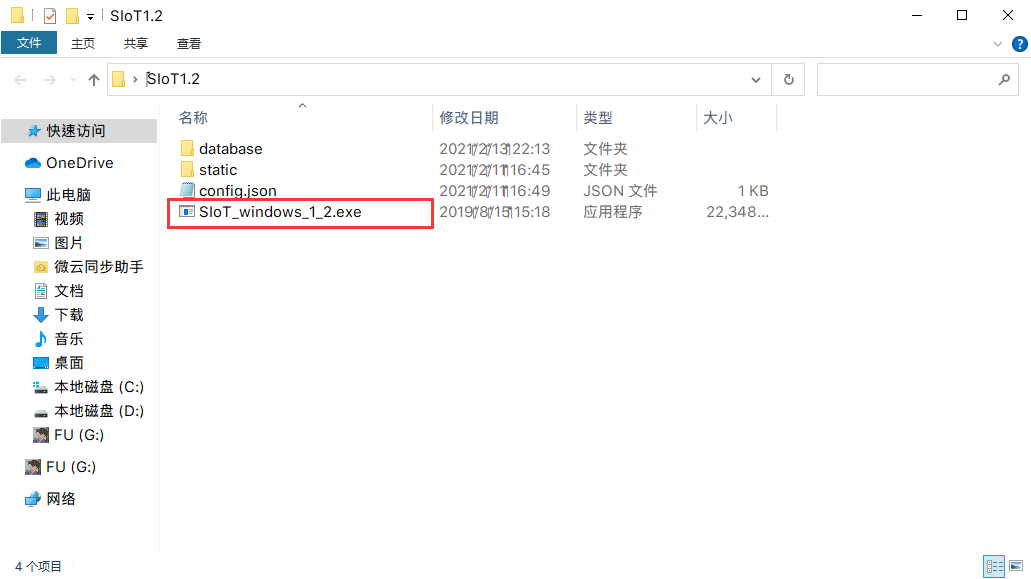 SIoT1.2
文件 主页 共享 查看
SIoT1.2
名称 修改日期 类型 大小
database 2021/2/13 22:13 文件夹
static 2021/2/11 16:45 文件夹
config.json 2021/2/11 16:49 JSON 文件 1 KB
SIoT_windows_1_2.exe 2019/8/15 15:18 应用程序 22,348...
快速访问
OneDrive
此电脑
视频
图片
微云同步助手
文档
下载
音乐
桌面
本地磁盘 (C:)
本地磁盘 (D:)
FU (G:)
FU (G:)
网络
4 个项目